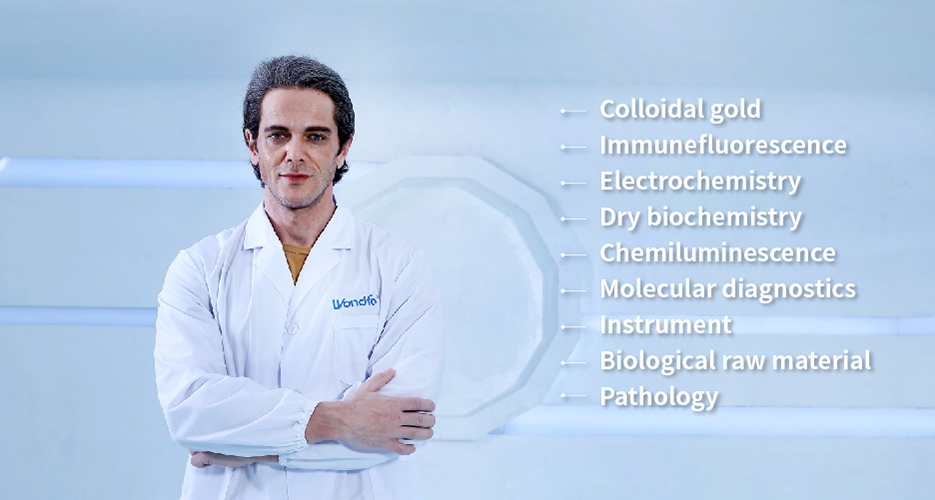 Wondfo
Colloidal gold
Immunefluorescence
Electrochemistry
Dry biochemistry
Chemiluminescence
Molecular diagnostics
Instrument
Biological raw material
Pathology